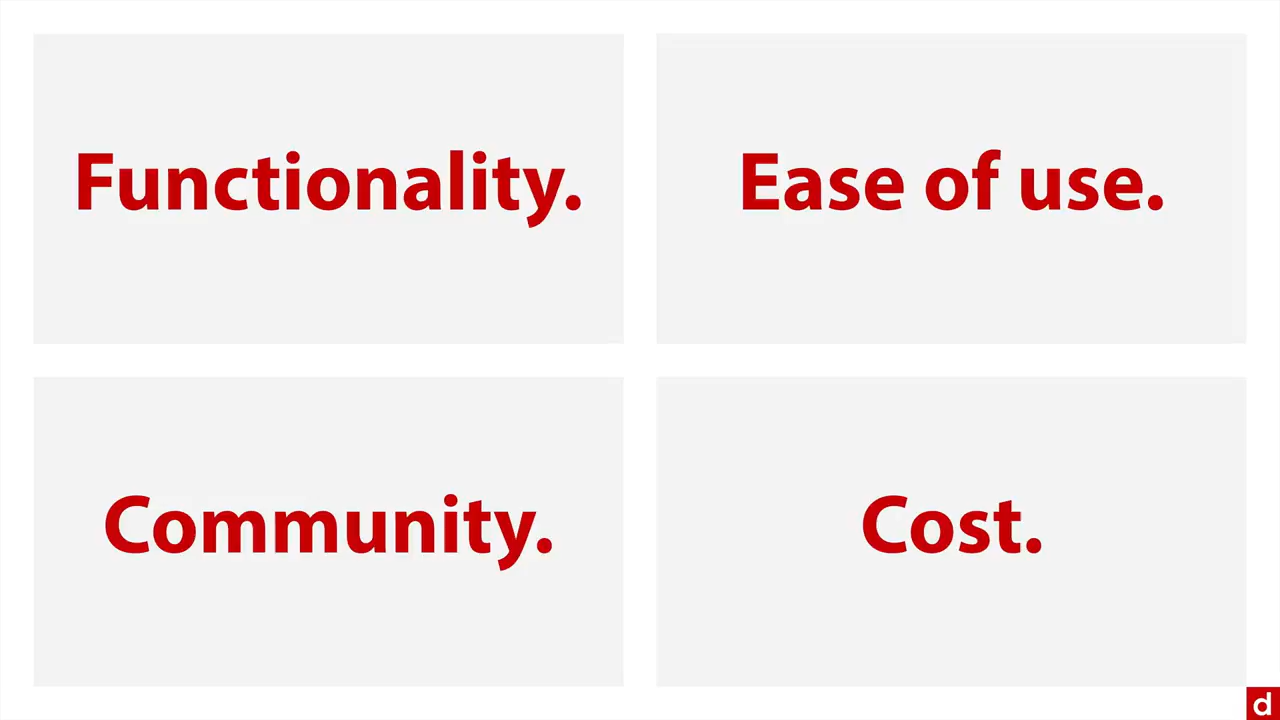 Functionality.
Ease of use.
Community.
Cost.
d